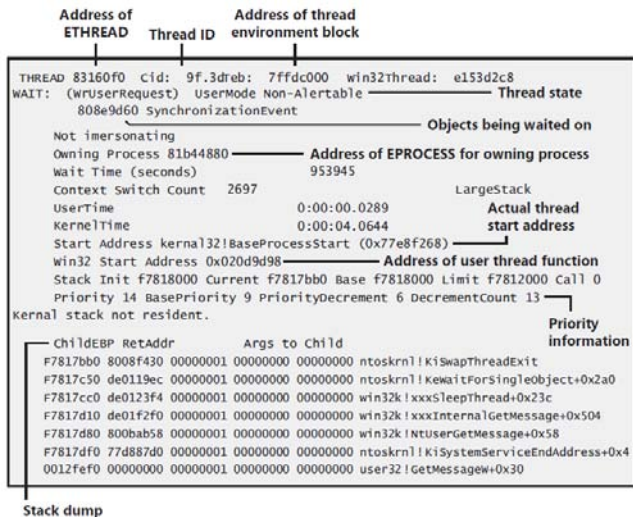 Address of ETHREAD
Thread ID
Address of thread environment block
THREAD 83160f0 Cid: 9f.3dTeb: 7ffdc000 Win32Thread: e153d2c8
WAIT: (WrUserRequest) UserMode Non-Alertable Thread state
808e9d60 SynchronizationEvent
Objects being waited on
Not imersonating
Owning Process 81b44880 Address of EPROCESS for owning process
Wait Time (seconds) 953945
Context Switch Count 2697 LargeStack
UserTime 0:00:00.0289
KernelTime 0:00:04.0644
Actual thread start address
Start Address kernal32!BaseProcessStart (0x77e8f268)
Win32 Start Address 0x020d9d98 Address of user thread function
Stack Init f7818000 Current f7817bb0 Base f7818000 Limit f7812000 Call 0
Priority 14 BasePriority 9 PriorityDecrement 6 DecrementCount 13
Priority information
Kernal stack not resident.
ChildEBP RetAddr Args to Child
F7817bb0 8008f430 00000001 00000000 00000000 ntoskrnl!KiSwapThreadExit
F7817c50 de0119ec 00000001 00000000 00000000 ntoskrnl!KeWaitForSingleObject+0x2a0
F7817cc0 de0123f4 00000001 00000000 00000000 win32k!xxxSleepThread+0x23c
F7817d10 de01f2f0 00000001 00000000 00000000 win32k!xxxInternalGetMessage+0x504
F7817d80 800bab58 00000001 00000000 00000000 win32k!NtUserGetMessage+0x58
F7817df0 77d887d0 00000001 00000000 00000000 ntoskrnl!KiSystemServiceEndAddress+0x4
0012fef0 00000000 00000001 00000000 00000000 user32!GetMessageW+0x30
Stack dump